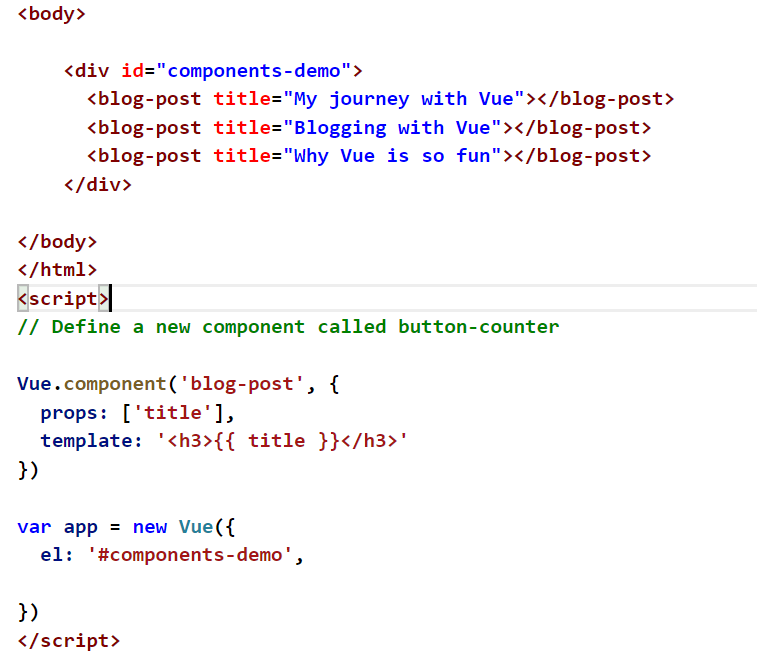 <body>
<div id="components-demo">
<blog-post title="My journey with Vue"></blog-post>
<blog-post title="Blogging with Vue"></blog-post>
<blog-post title="Why Vue is so fun"></blog-post>
</div>
</body>
</html>
<script>
// Define a new component called button-counter
Vue.component('blog-post', {
props: ['title'],
template: '<h3>{{ title }}</h3>'
})
var app = new Vue({
el: '#components-demo',
})
</script>